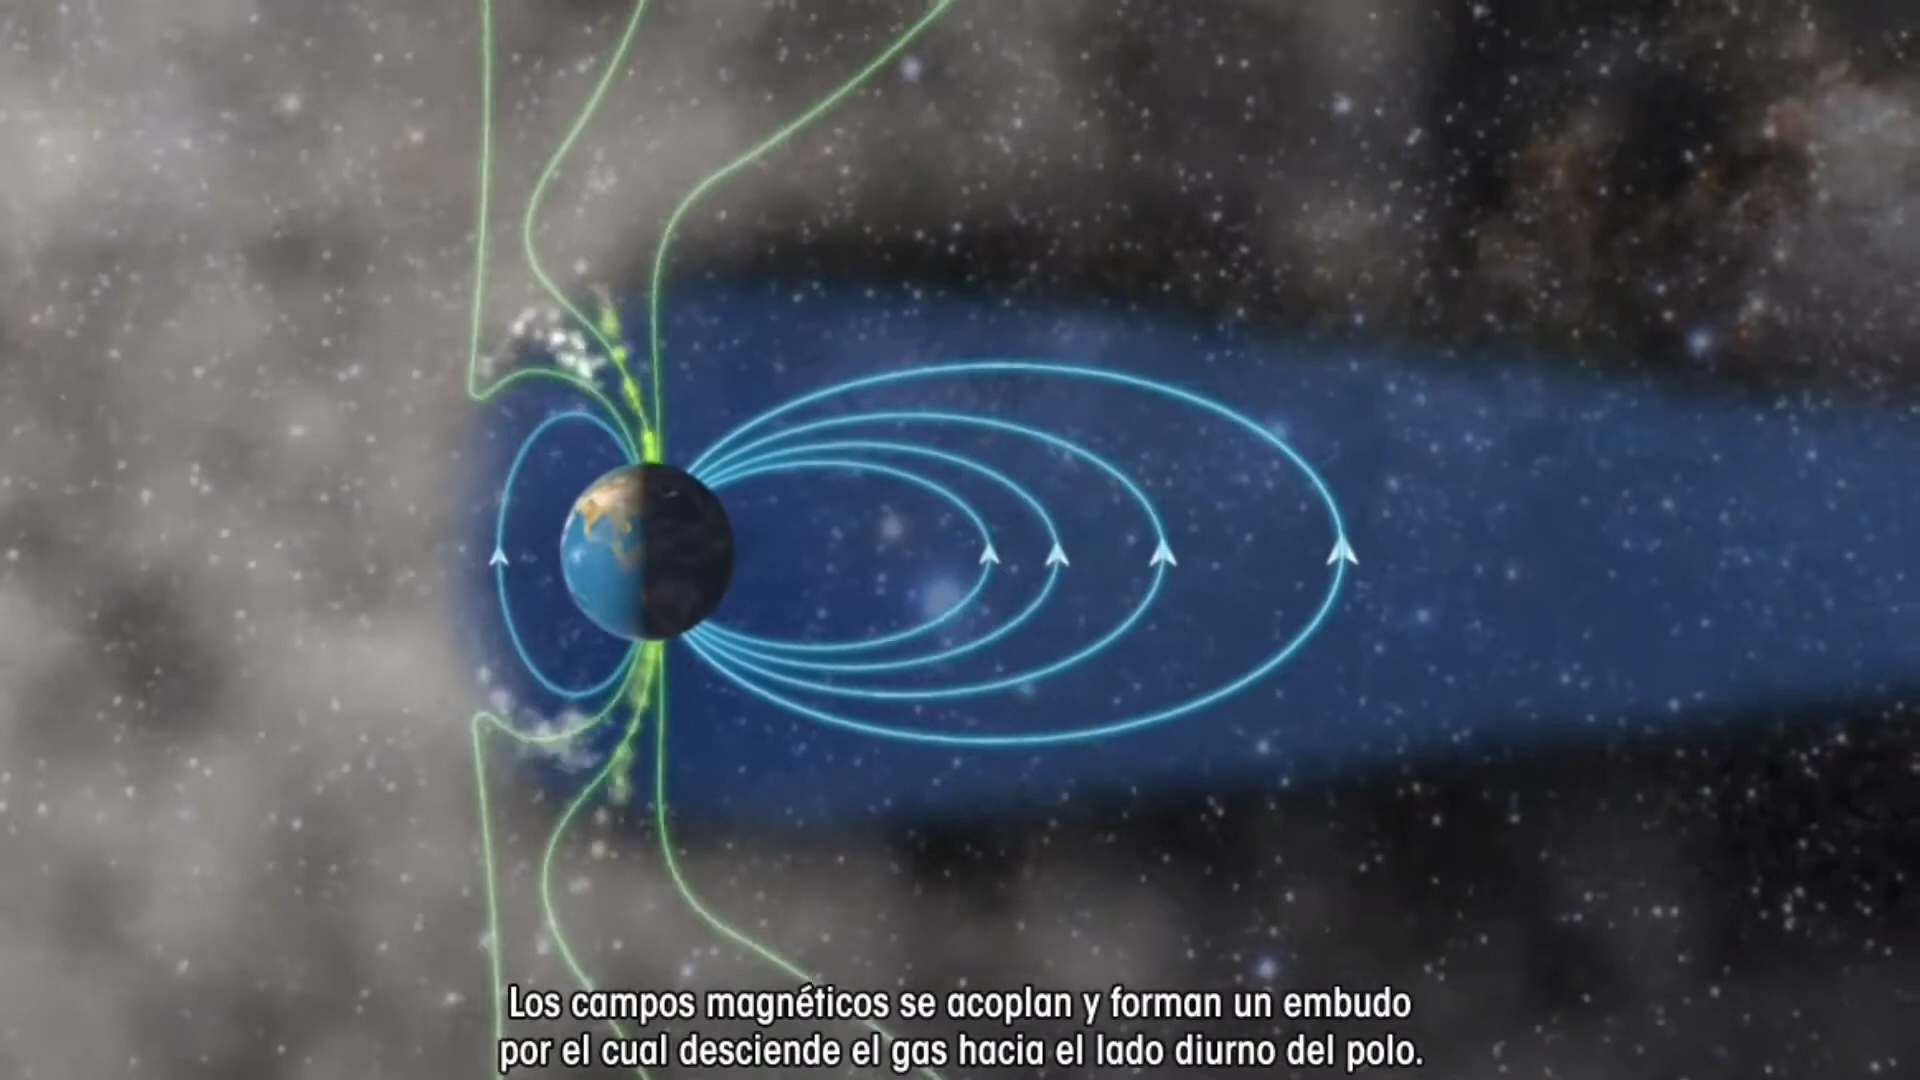 Los campos magnéticos se acoplan y forman un embudo
por el cual desciende el gas hacia el lado diurno del polo.